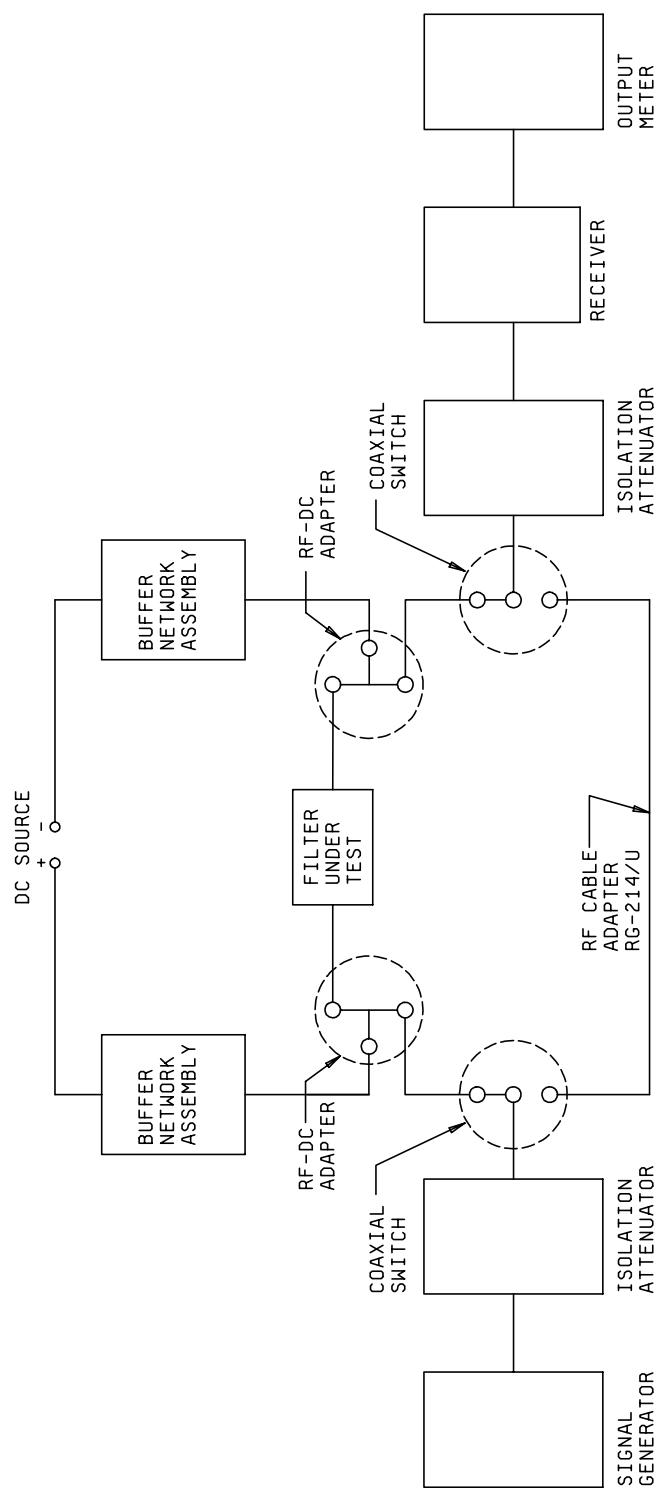 DC SOURCE
+ -
BUFFER
NETWORK
ASSEMBLY
BUFFER
NETWORK
ASSEMBLY
RF-DC
ADAPTER
FILTER
UNDER
TEST
RF-DC
ADAPTER
COAXIAL
SWITCH
COAXIAL
SWITCH
SIGNAL
GENERATOR
ISOLATION
ATTENUATOR
RF CABLE
ADAPTER
RG-214/U
ISOLATION
ATTENUATOR
RECEIVER
OUTPUT
METER